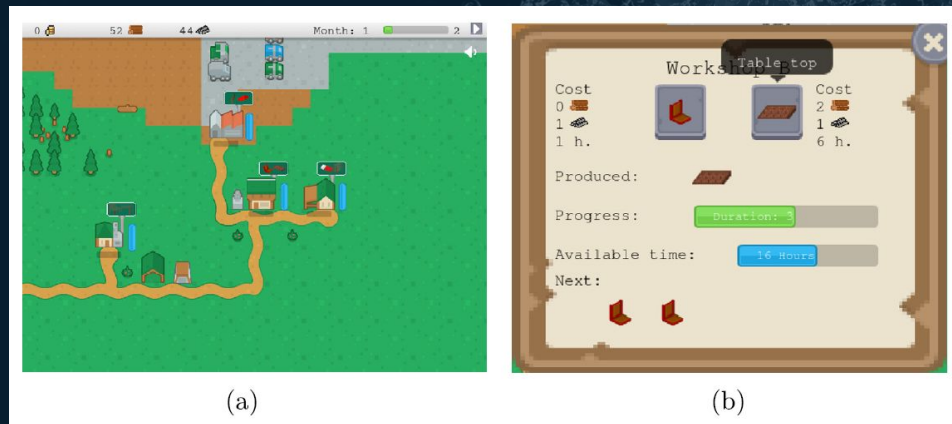 0 52 44 Month: 1 2
Workshop B
Table top
Cost Cost
0 2
1 1
1 h. 6 h.
Produced:
Progress: Duration: 3
Available time: 16 Hours
Next:
(a) (b)